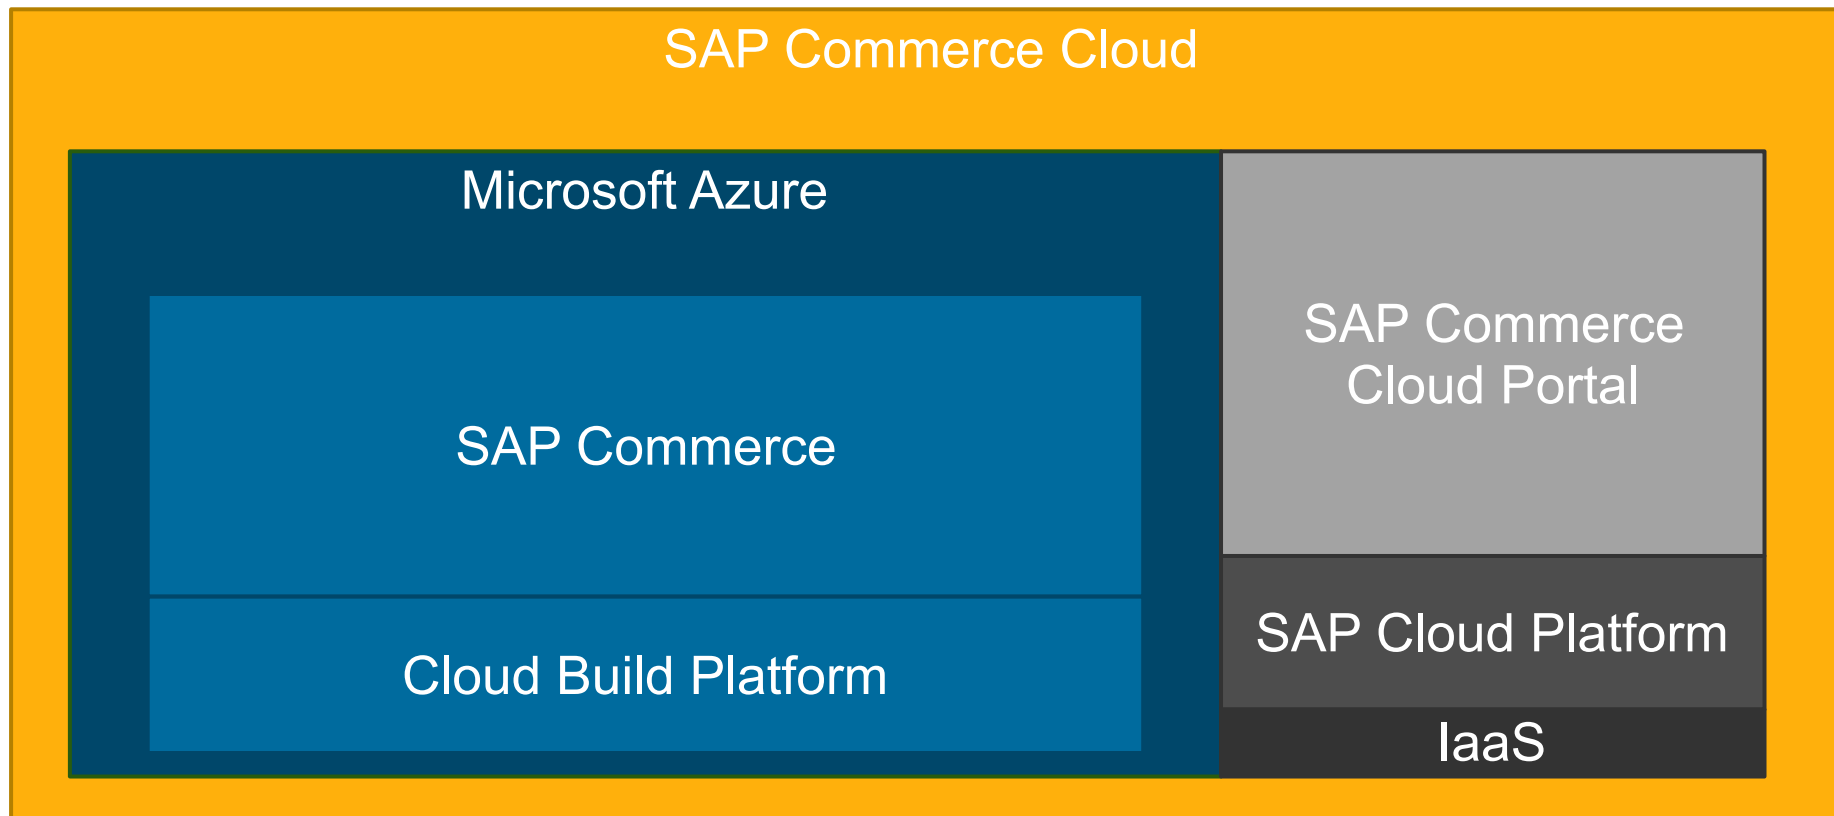 SAP Commerce Cloud
Microsoft Azure
SAP Commerce
Cloud Build Platform
SAP Commerce
Cloud Portal
SAP Cloud Platform
IaaS